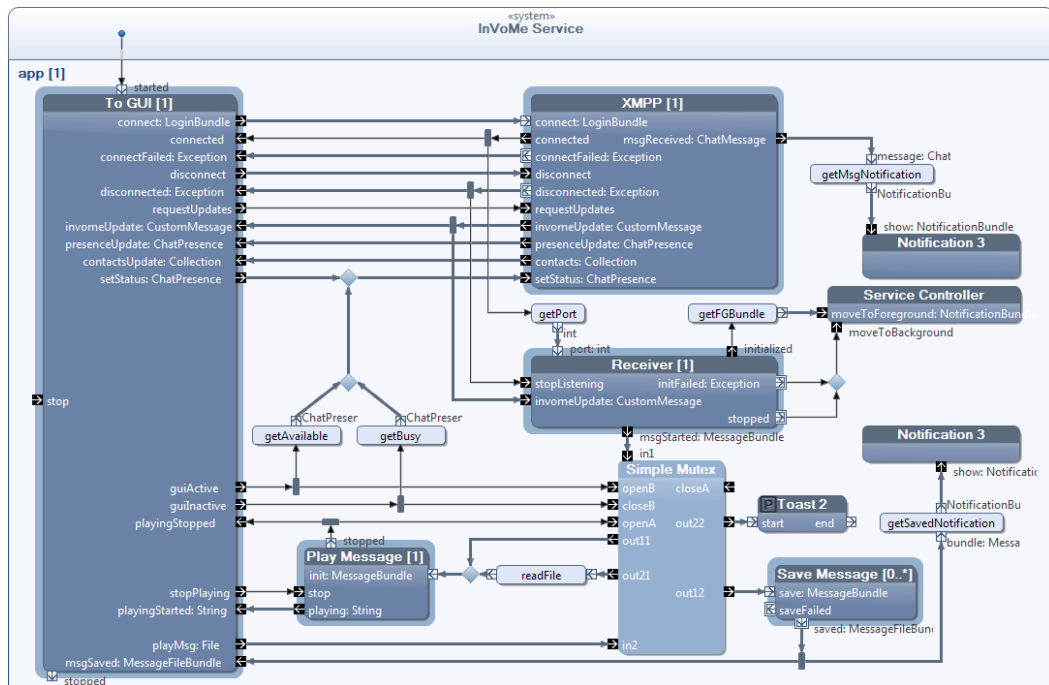 «system»
InVoMe Service
app [1]
started
To GUI [1]
connect: LoginBundle
connected
connectFailed: Exception
disconnect
disconnected: Exception
requestUpdates
invomeUpdate: CustomMessage
presenceUpdate: ChatPresence
contactsUpdate: Collection
setStatus: ChatPresence
stop
guiActive
guiInactive
playingStopped
stopPlaying
playingStarted: String
playMsg: File
msgSaved: MessageFileBundle
stopped
XMPP [1]
connect: LoginBundle
connected
msgReceived: ChatMessage
connectFailed: Exception
disconnect
disconnected: Exception
requestUpdates
invomeUpdate: CustomMessage
presenceUpdate: ChatPresence
contacts: Collection
setStatus: ChatPresence
message: Chat
getMsgNotification
NotificationBu
show: NotificationBundle
Notification 3
getPort
int
port: int
getFGBundle
initialized
Service Controller
moveToForeground: NotificationBundl
moveToBackground
Receiver [1]
stopListening
initFailed: Exception
invomeUpdate: CustomMessage
stopped
msgStarted: MessageBundle
in1
ChatPreser
getAvailable
ChatPreser
getBusy
Simple Mutex
openB
closeA
closeB
openA
out22
out11
out21
out12
in2
P Toast 2
start
end
stopped
Play Message [1]
init: MessageBundle
stop
playing: String
readFile
Notification 3
show: Notificatio
NotificationBu
getSavedNotification
bundle: Messa
Save Message [0..*]
save: MessageBundle
saveFailed
saved: MessageFileBun